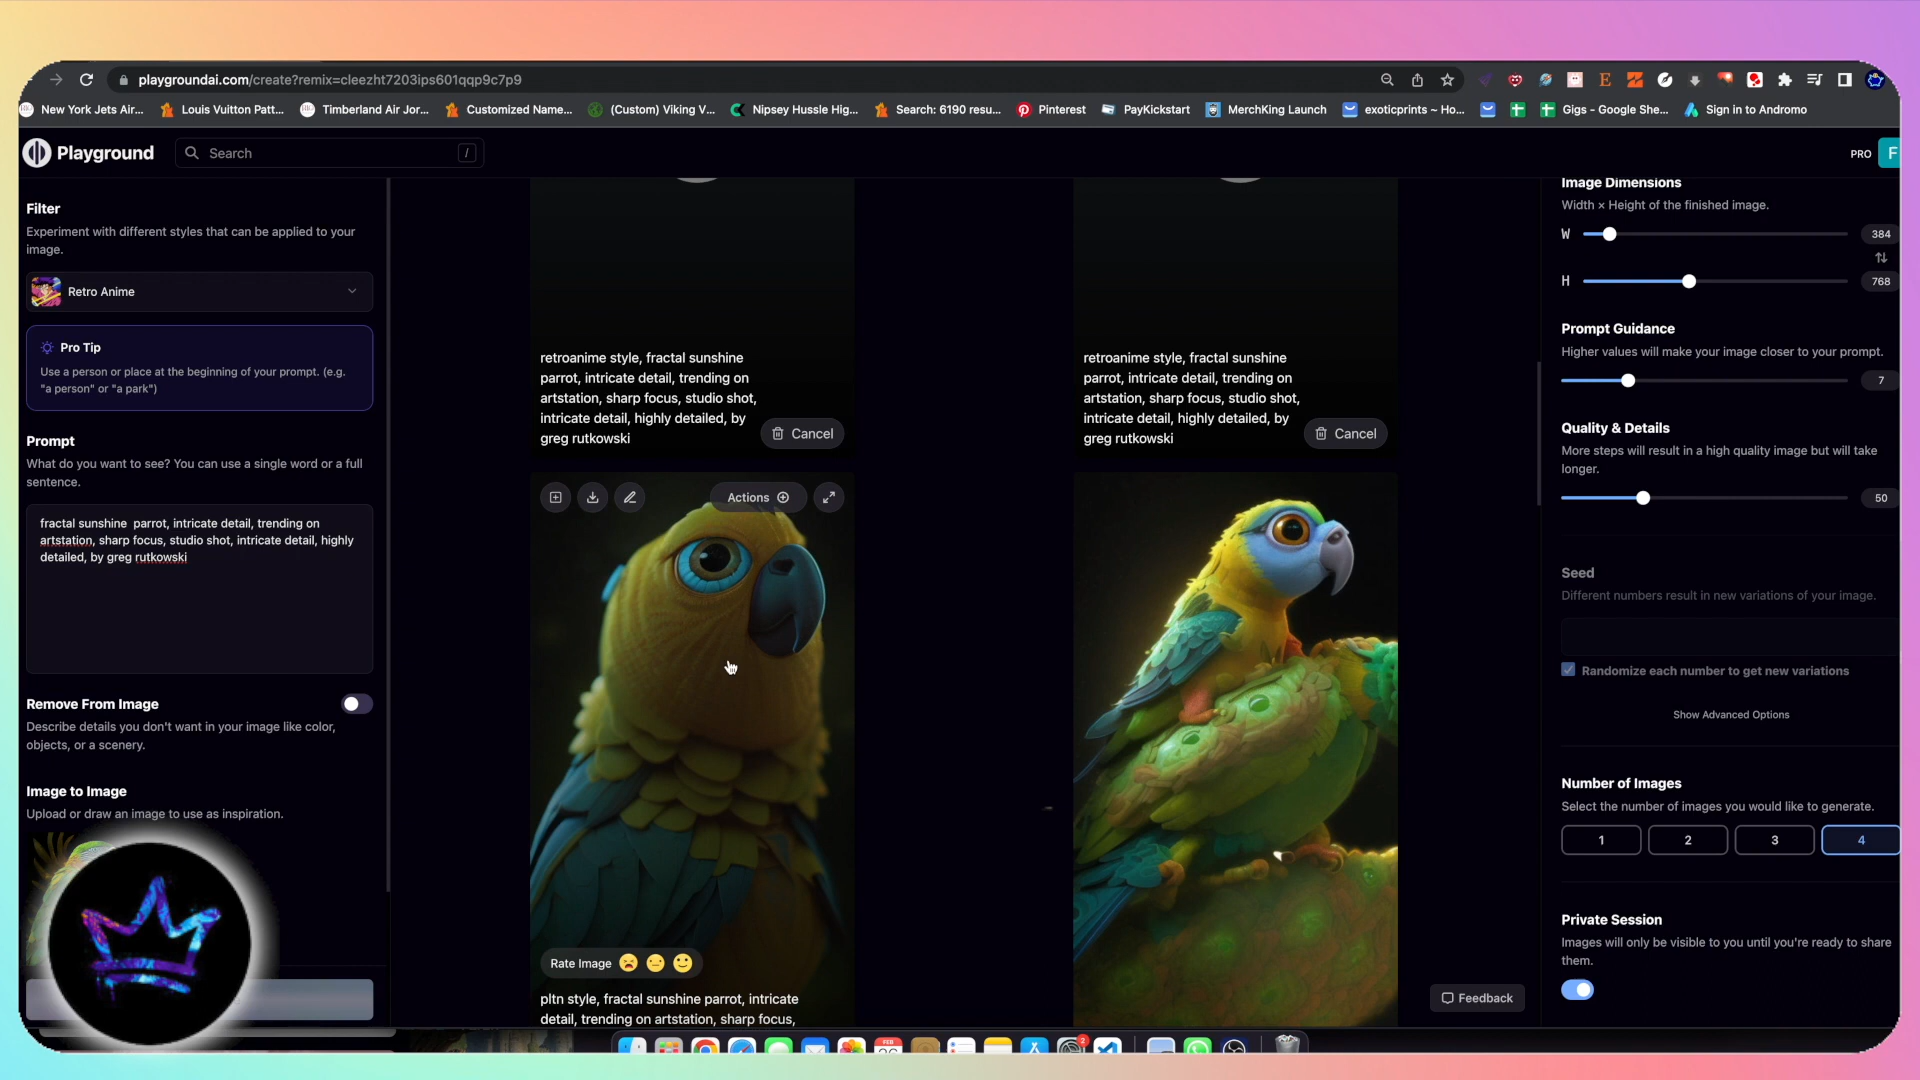 playgroundai.com/create?remix=cleezht7203ips601qqp9c7p9
New York Jets Air... Louis Vuitton Patt... Timberland Air Jor... Customized Name... (Custom) Viking V... Nipsey Hussle Hig... Search: 6190 resu... Pinterest PayKickstart MerchKing Launch exoticprints ~ Ho... Gigs - Google She... Sign in to Andromo
Playground
Search /
PRO F
Filter
Experiment with different styles that can be applied to your
image.
Retro Anime
Pro Tip
Use a person or place at the beginning of your prompt. (e.g.
"a person" or "a park")
Prompt
What do you want to see? You can use a single word or a full
sentence.
fractal sunshine parrot, intricate detail, trending on
artstation, sharp focus, studio shot, intricate detail, highly
detailed, by greg rutkowski
Remove From Image
Describe details you don't want in your image like color,
objects, or a scenery.
Image to Image
Upload or draw an image to use as inspiration.
retroanime style, fractal sunshine
parrot, intricate detail, trending on
artstation, sharp focus, studio shot,
intricate detail, highly detailed, by
greg rutkowski
Cancel
retroanime style, fractal sunshine
parrot, intricate detail, trending on
artstation, sharp focus, studio shot,
intricate detail, highly detailed, by
greg rutkowski
Cancel
Actions
Rate Image
pltn style, fractal sunshine parrot, intricate
detail, trending on artstation, sharp focus,
Feedback
Image Dimensions
Width × Height of the finished image.
W 384
H 768
Prompt Guidance
Higher values will make your image closer to your prompt.
7
Quality & Details
More steps will result in a high quality image but will take
longer.
50
Seed
Different numbers result in new variations of your image.
Randomize each number to get new variations
Show Advanced Options
Number of Images
Select the number of images you would like to generate.
1 2 3 4
Private Session
Images will only be visible to you until you're ready to share
them.
FEB
2